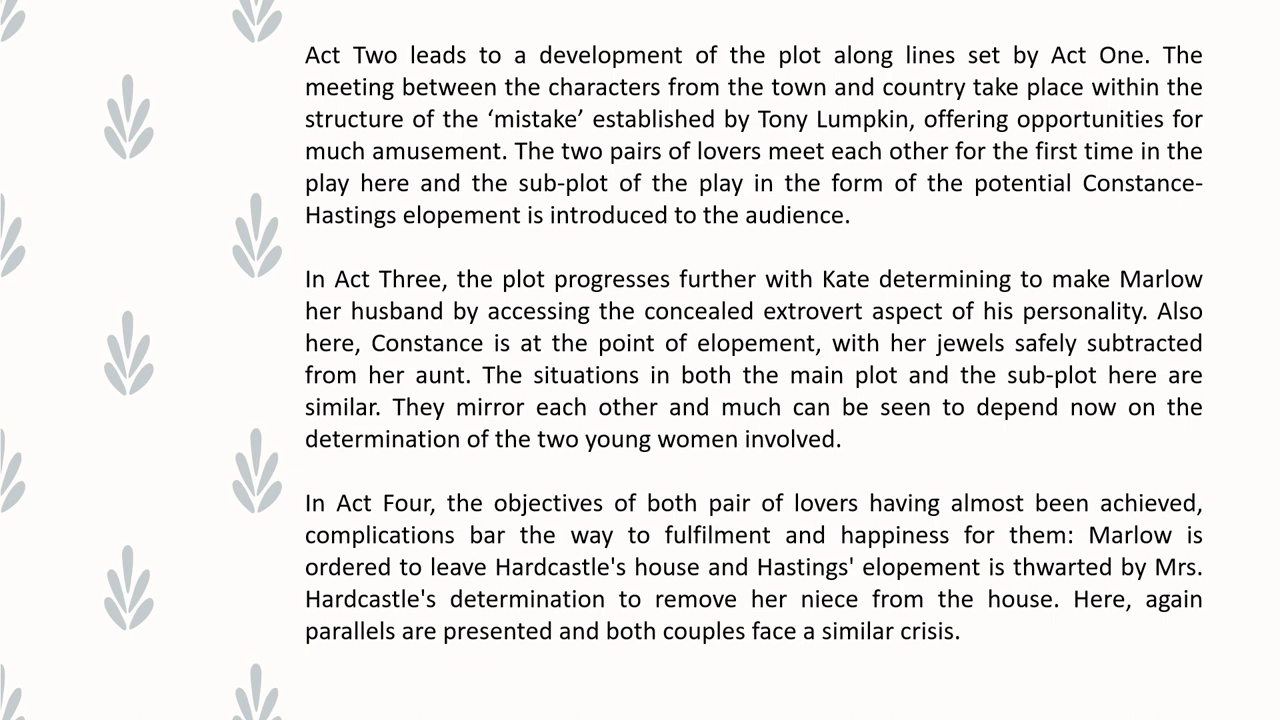 Act Two leads to a development of the plot along lines set by Act One. The
meeting between the characters from the town and country take place within the
structure of the ‘mistake’ established by Tony Lumpkin, offering opportunities for
much amusement. The two pairs of lovers meet each other for the first time in the
play here and the sub-plot of the play in the form of the potential Constance-
Hastings elopement is introduced to the audience.
In Act Three, the plot progresses further with Kate determining to make Marlow
her husband by accessing the concealed extrovert aspect of his personality. Also
here, Constance is at the point of elopement, with her jewels safely subtracted
from her aunt. The situations in both the main plot and the sub-plot here are
similar. They mirror each other and much can be seen to depend now on the
determination of the two young women involved.
In Act Four, the objectives of both pair of lovers having almost been achieved,
complications bar the way to fulfilment and happiness for them: Marlow is
ordered to leave Hardcastle's house and Hastings' elopement is thwarted by Mrs.
Hardcastle's determination to remove her niece from the house. Here, again
parallels are presented and both couples face a similar crisis.